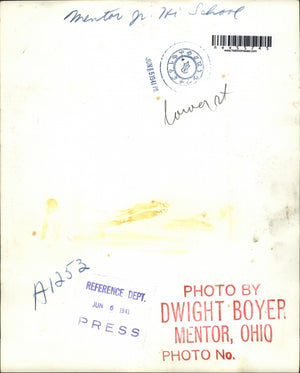 Mentor Jr. Hi School
lower rt
A1252
REFERENCE DEPT.
JUN 6 1941
PRESS
PHOTO BY
DWIGHT BOYER
MENTOR, OHIO
PHOTO No.